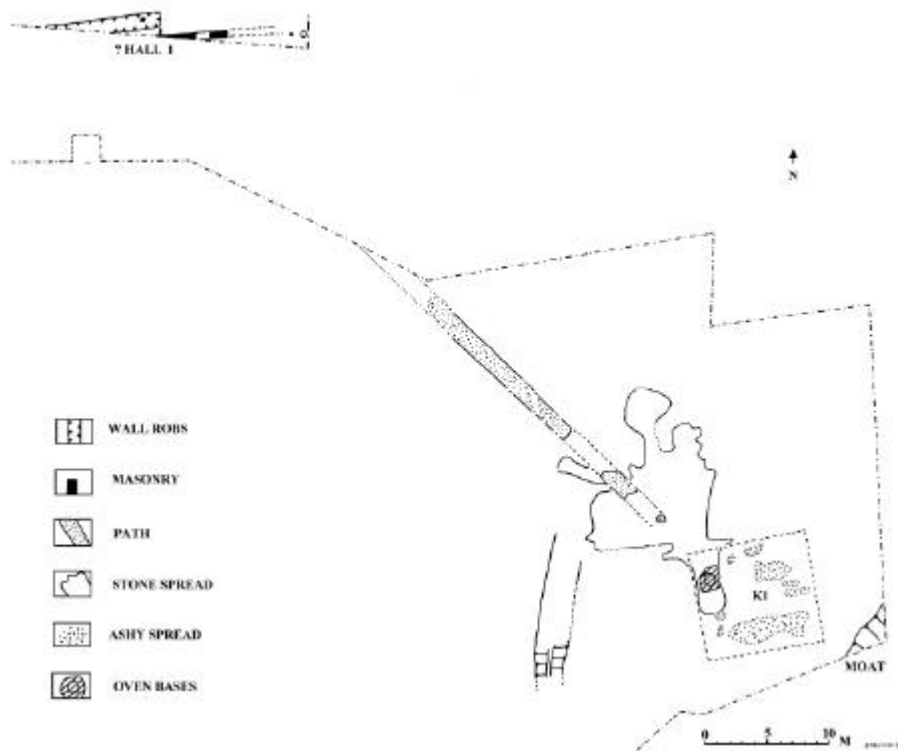 ? HALL 1
N
WALL ROBS
MASONRY
PATH
STONE SPREAD
ASHY SPREAD
OVEN BASES
K1
MOAT
0 5 10 M